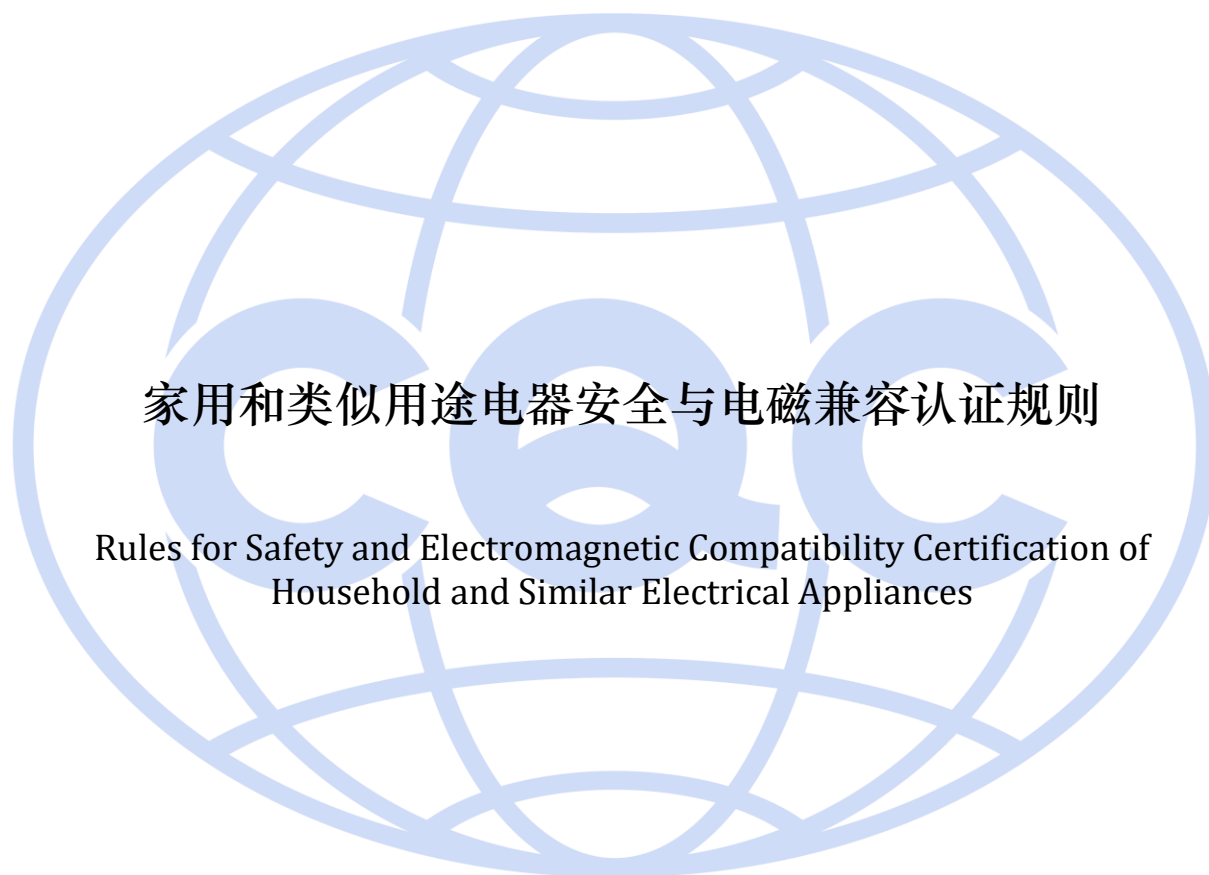 CQC
家用和类似用途电器安全与电磁兼容认证规则
Rules for Safety and Electromagnetic Compatibility Certification of
Household and Similar Electrical Appliances